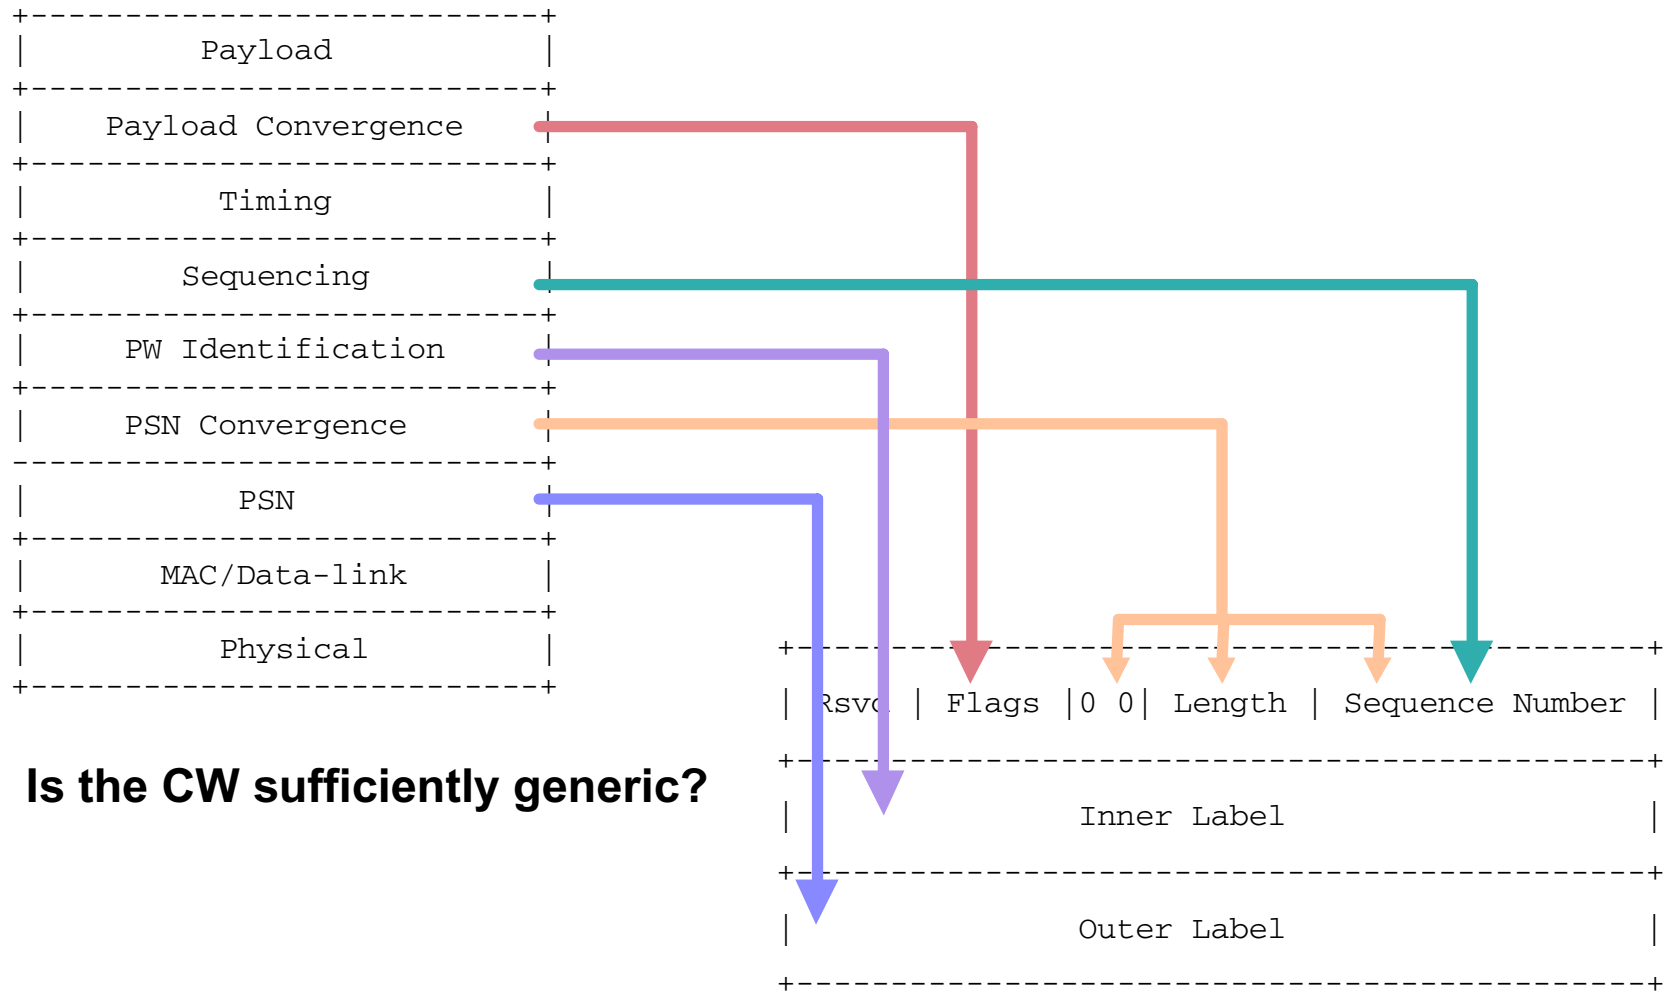 Payload
Payload Convergence
Timing
Sequencing
PW Identification
PSN Convergence
PSN
MAC/Data-link
Physical
| Rsvd | Flags |0 0| Length | Sequence Number |
Is the CW sufficiently generic?
Inner Label
Outer Label